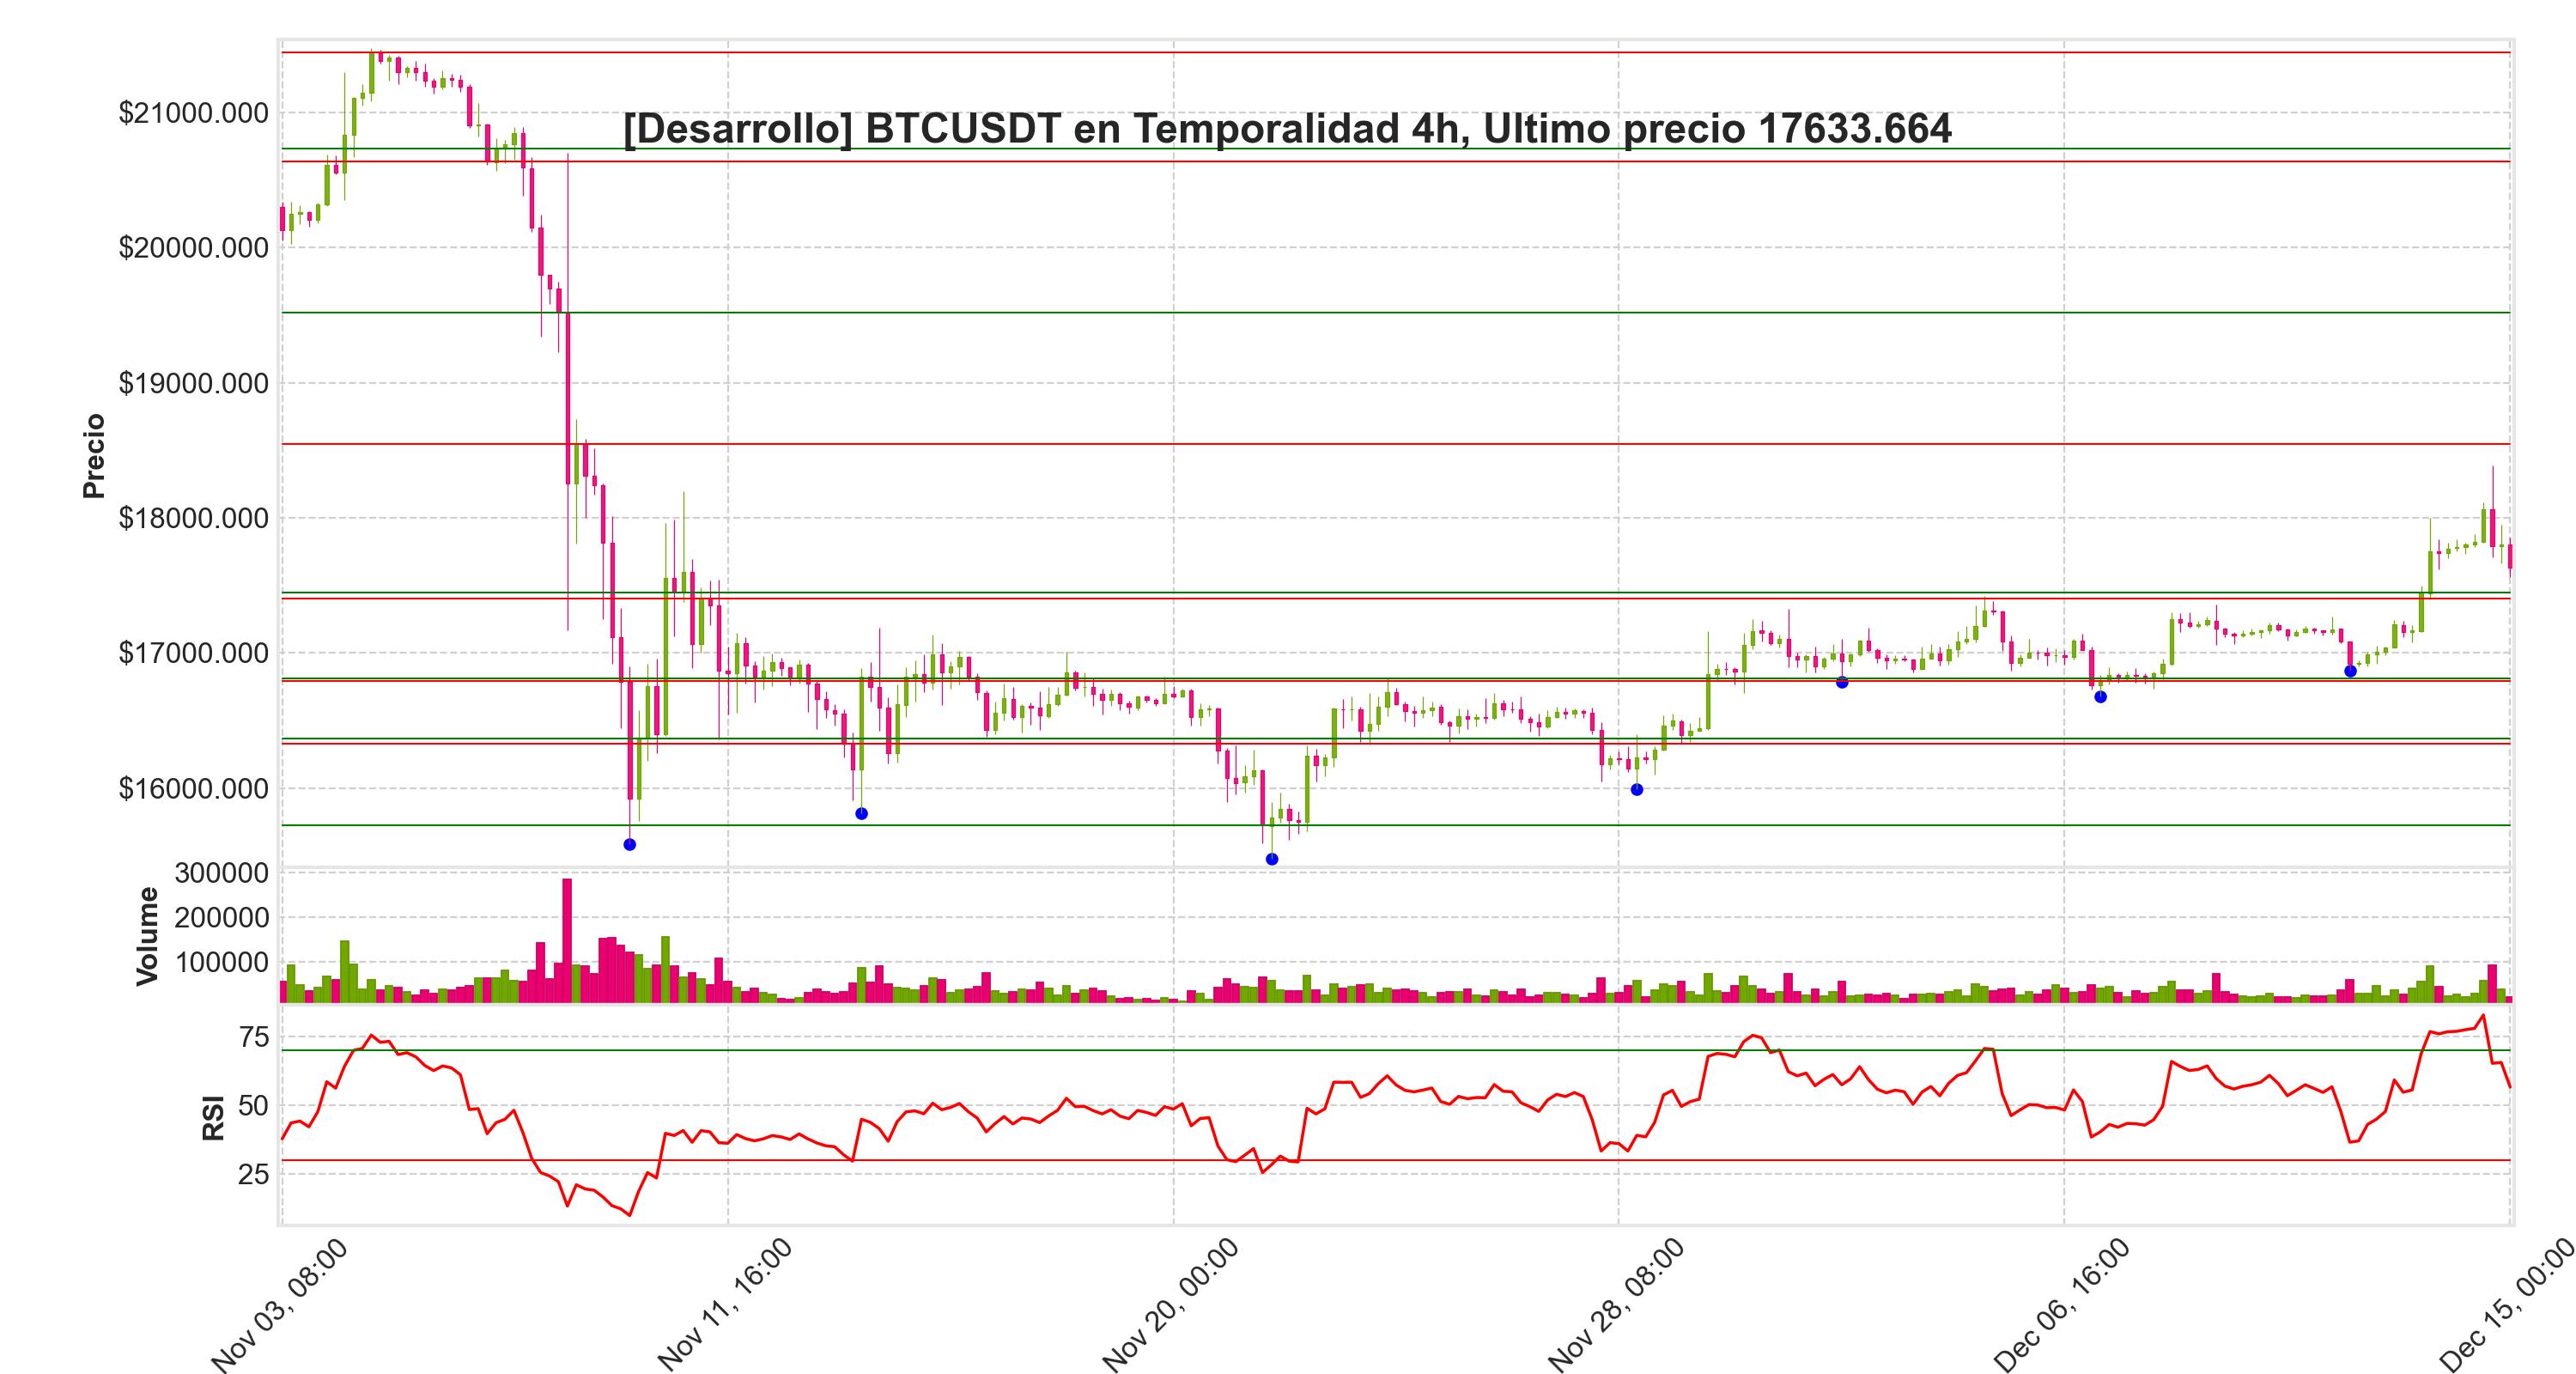 [Desarrollo] BTCUSDT en Temporalidad 4h, Ultimo precio 17633.664
Precio
$21000.000
$20000.000
$19000.000
$18000.000
$17000.000
$16000.000
Volume
300000
200000
100000
RSI
75
50
25
Nov 03, 08:00
Nov 11, 16:00
Nov 20, 00:00
Nov 28, 08:00
Dec 06, 16:00
Dec 15, 00:00